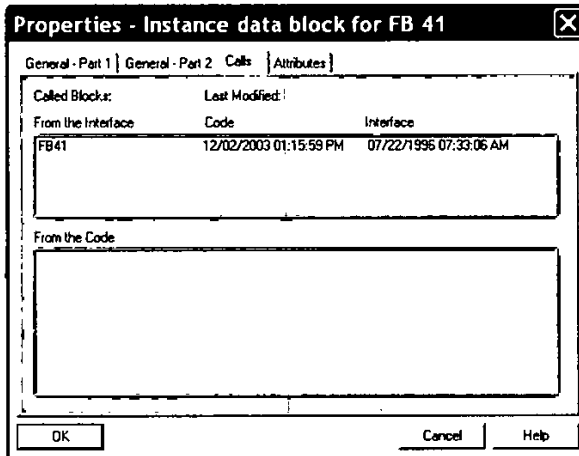 Properties - Instance data block for FB 41
General - Part 1 General - Part 2 Calls Attributes
Called Blocks: Last Modified:
From the Interface Code Interface
FB41 12/02/2003 01:15:59 PM 07/22/1996 07:33:06 AM
From the Code
OK Cancel Help